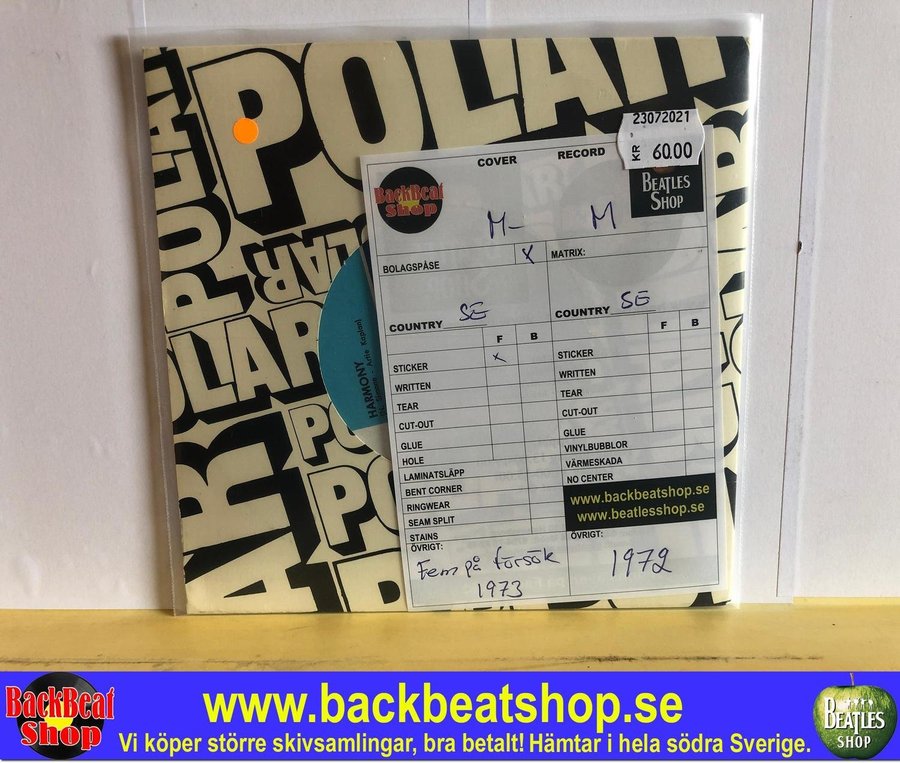 POLAR
POLAR
POLAR
POLAR
POLAR
HARMONY
23072021
KR 60.00
COVER RECORD
BackBeat
Shop
BEATLES
SHOP
M- M
BOLAGSPÅSE X MATRIX:
COUNTRY SE COUNTRY SE
F B F B
STICKER x STICKER
WRITTEN WRITTEN
TEAR TEAR
CUT-OUT CUT-OUT
GLUE GLUE
HOLE VINYLBUBBLOR
LAMINATSLÄPP VÄRMESKADA
BENT CORNER NO CENTER
RINGWEAR
SEAM SPLIT
STAINS
www.backbeatshop.se
www.beatlesshop.se
ÖVRIGT: ÖVRIGT:
Fem på försök 1972
1973
BackBeat
Shop
www.backbeatshop.se
Vi köper större skivsamlingar, bra betalt! Hämtar i hela södra Sverige.
BEATLES
SHOP